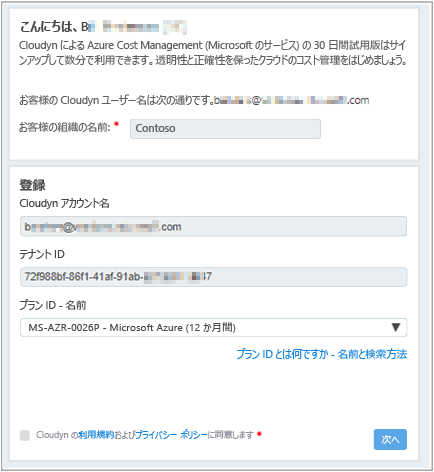 こんにちは、B
Cloudyn による Azure Cost Management (Microsoft のサービス) の 30 日間試用版はサイ
ンアップして数分で利用できます。透明性と正確性を保ったクラウドのコスト管理をはじめましょう。
お客様の Cloudyn ユーザー名は次の通りです。b @ .com
お客様の組織の名前: * Contoso
登録
Cloudyn アカウント名
b @ .com
テナント ID
72f988bf-86f1-41af-91ab- 47
プラン ID - 名前
MS-AZR-0026P - Microsoft Azure (12 か月間)
プラン ID とは何ですか - 名前と検索方法
Cloudyn の利用規約およびプライバシー ポリシーに同意します *
次へ